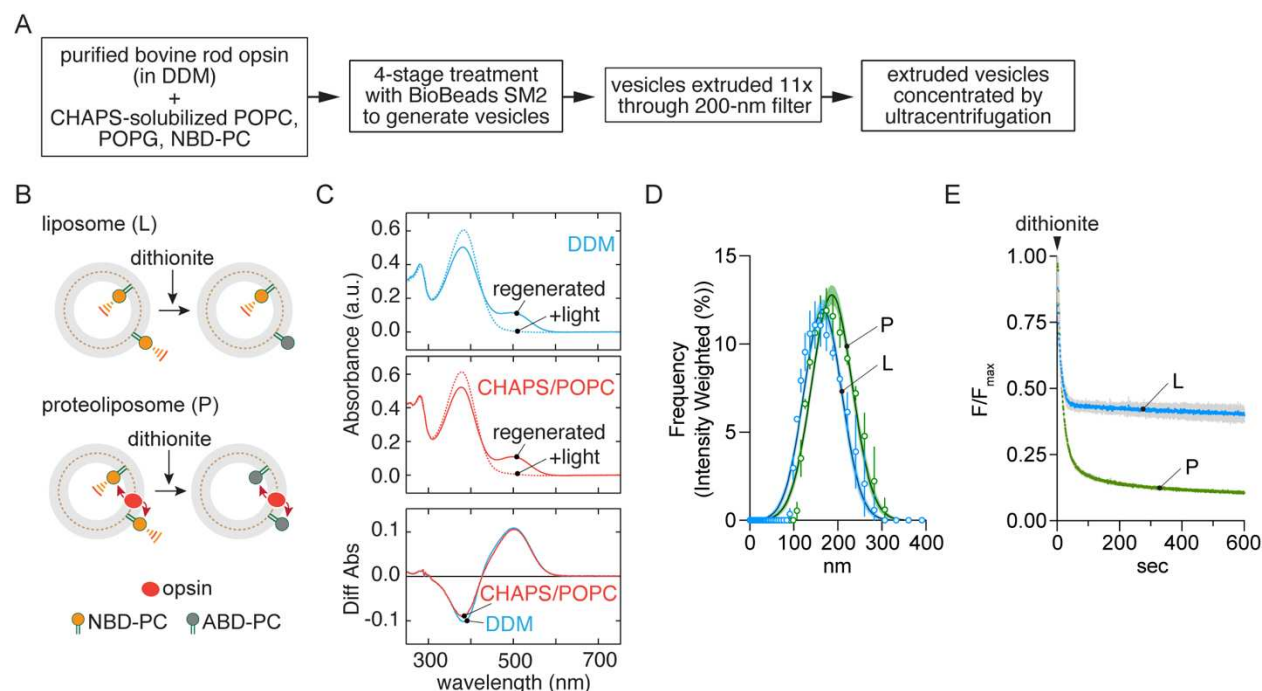 A
purified bovine rod opsin
(in DDM)
+
CHAPS-solubilized POPC,
POPG, NBD-PC
4-stage treatment
with BioBeads SM2
to generate vesicles
vesicles extruded 11x
through 200-nm filter
extruded vesicles
concentrated by
ultracentrifugation
B
liposome (L)
dithionite
proteoliposome (P)
dithionite
opsin
NBD-PC
ABD-PC
C
DDM
0.6
0.4
0.2
0.0
regenerated
+light
Absorbance (a.u.)
CHAPS/POPC
0.6
0.4
0.2
0.0
regenerated
+light
Diff Abs
0.1
0.0
-0.1
CHAPS/POPC
DDM
300
500
700
wavelength (nm)
D
Frequency
(Intensity Weighted (%))
15
10
5
0
P
L
0
100
200
300
400
nm
E
dithionite
F/Fmax
1.00
0.75
0.50
0.25
0.00
L
P
0
200
400
600
sec